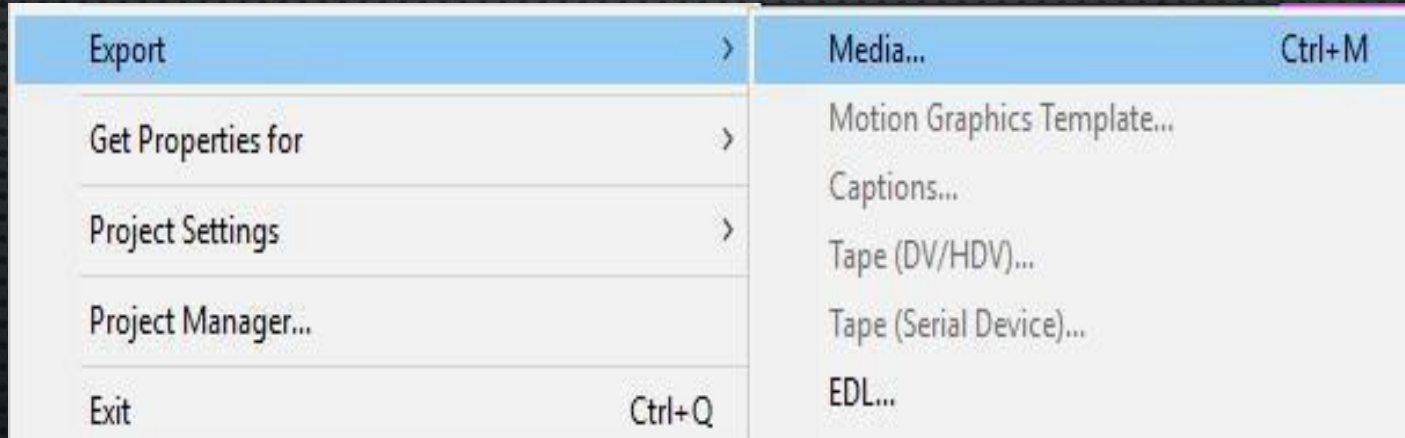 Export
Get Properties for
Project Settings
Project Manager...
Exit Ctrl+Q
Media... Ctrl+M
Motion Graphics Template...
Captions...
Tape (DV/HDV)...
Tape (Serial Device)...
EDL...